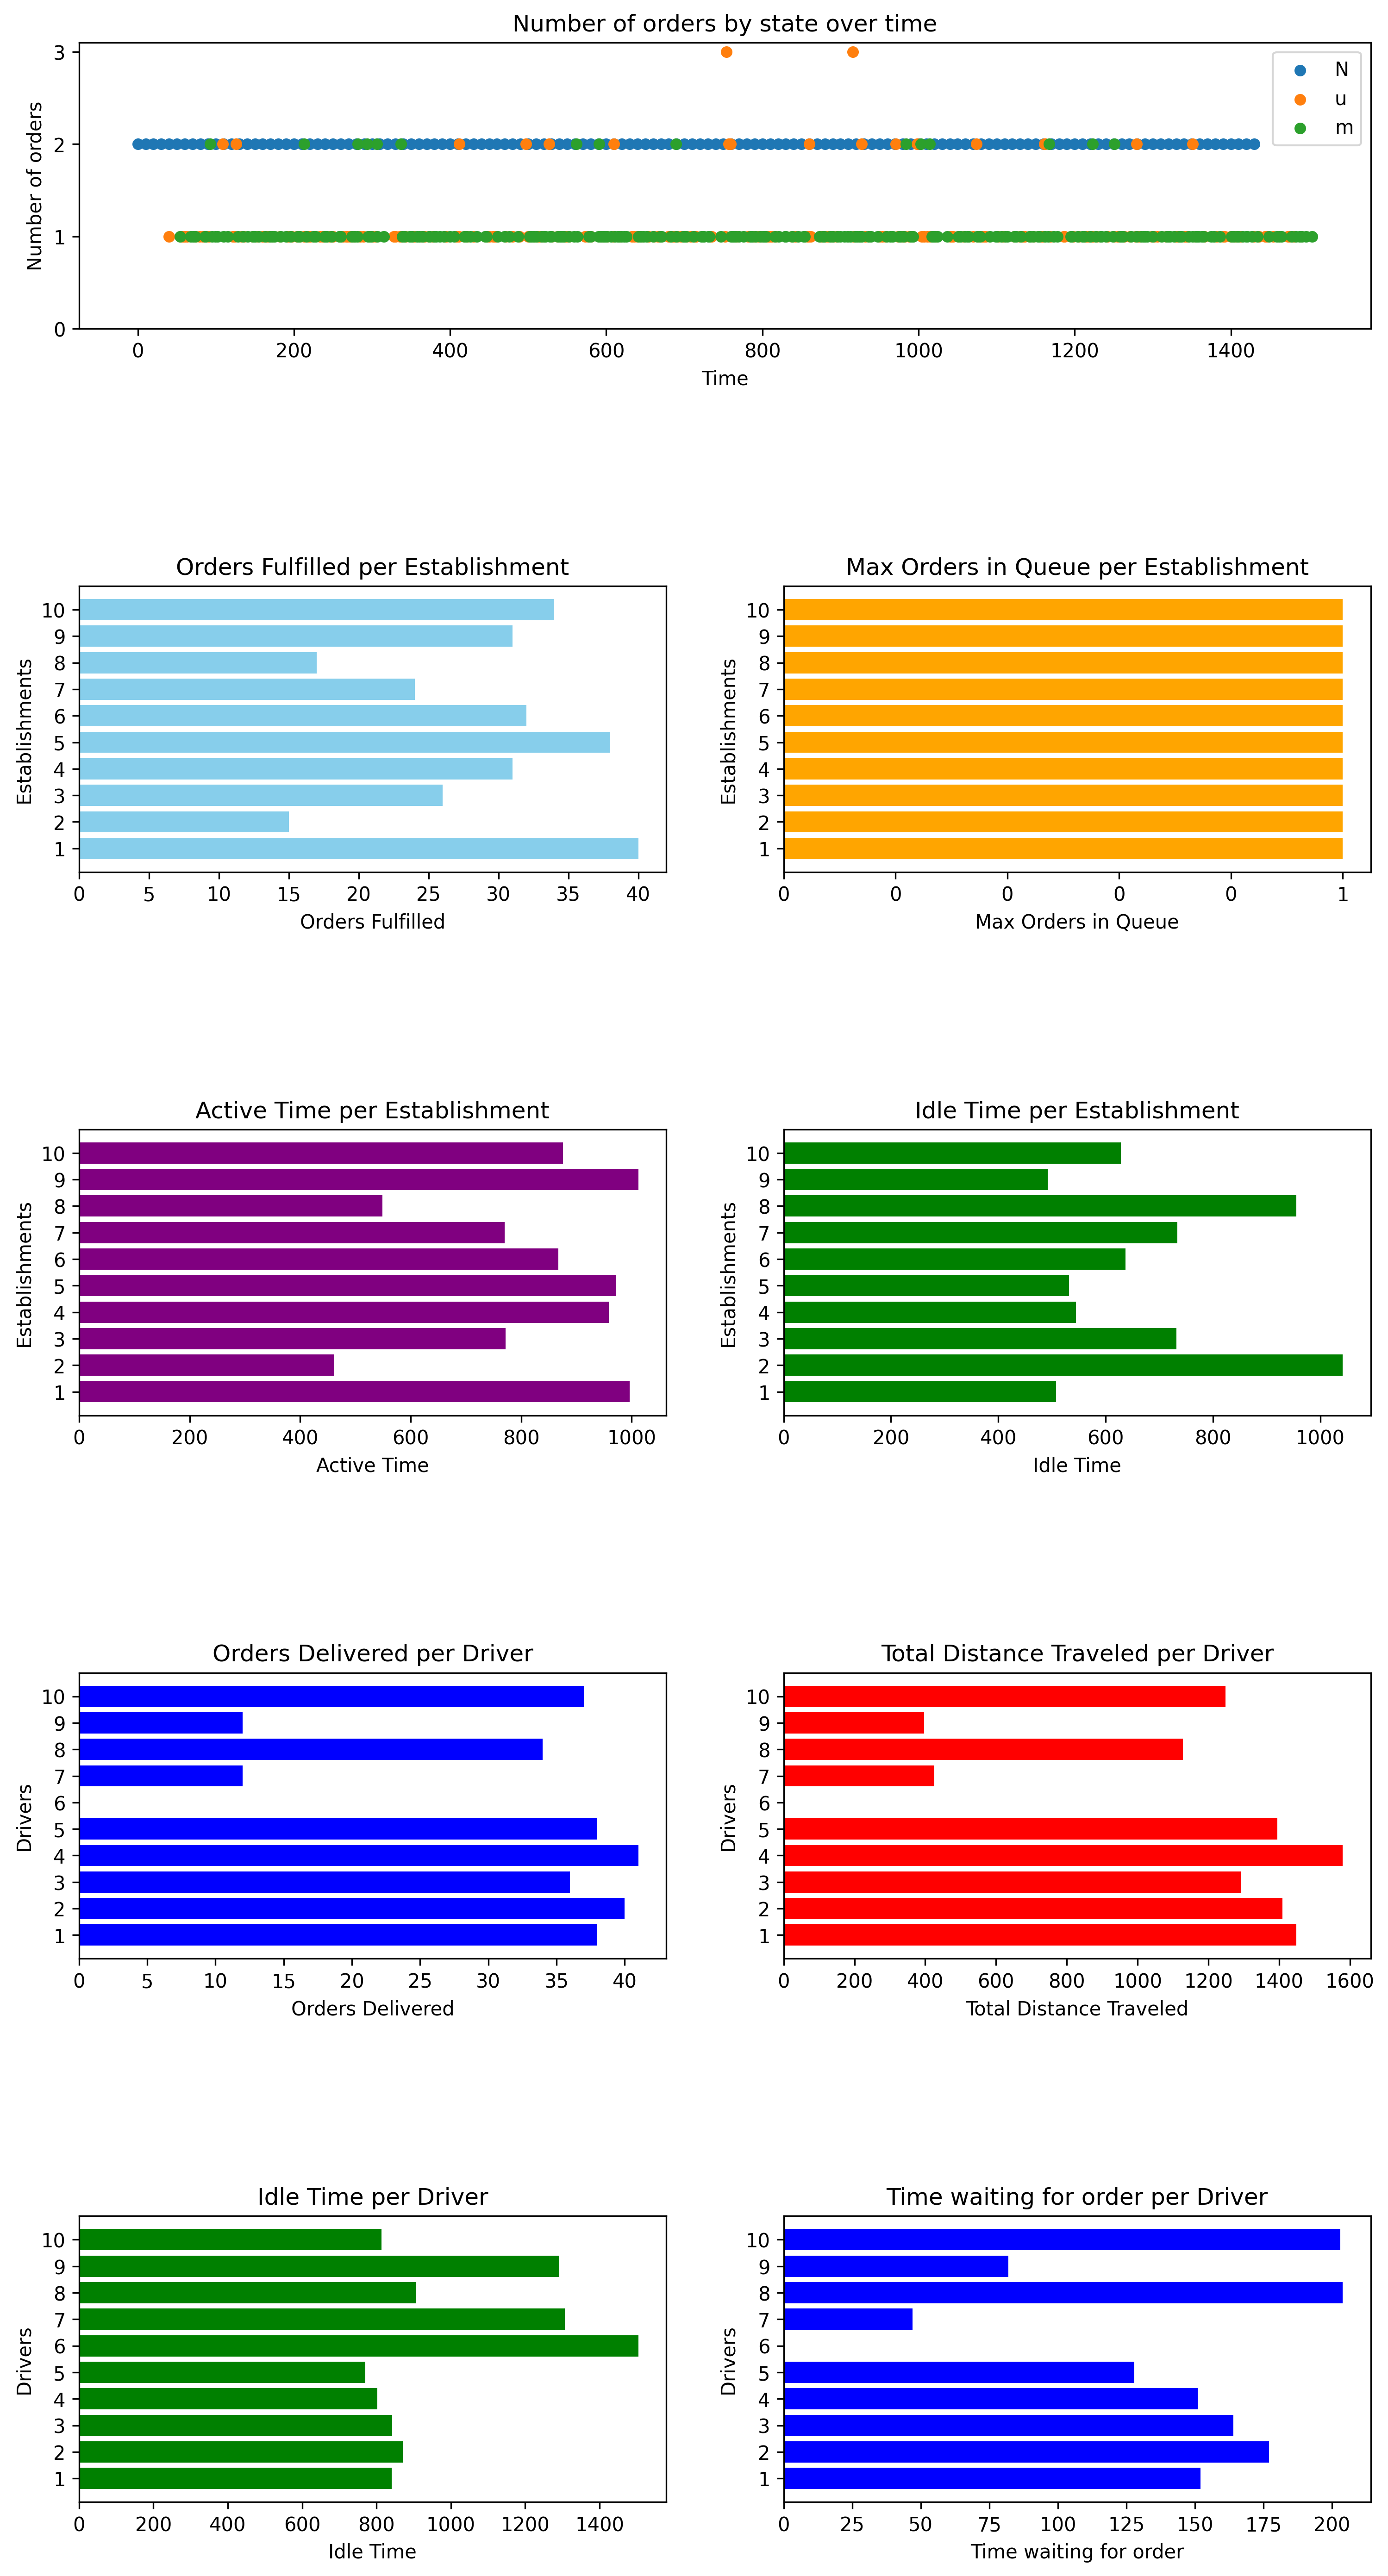 Number of orders by state over time
Number of orders
3
2
1
0
N
u
m
0 200 400 600 800 1000 1200 1400
Time
Orders Fulfilled per Establishment
Establishments
10
9
8
7
6
5
4
3
2
1
0 5 10 15 20 25 30 35 40
Orders Fulfilled
Max Orders in Queue per Establishment
Establishments
10
9
8
7
6
5
4
3
2
1
0 0 0 0 0 1
Max Orders in Queue
Active Time per Establishment
Establishments
10
9
8
7
6
5
4
3
2
1
0 200 400 600 800 1000
Active Time
Idle Time per Establishment
Establishments
10
9
8
7
6
5
4
3
2
1
0 200 400 600 800 1000
Idle Time
Orders Delivered per Driver
Drivers
10
9
8
7
6
5
4
3
2
1
0 5 10 15 20 25 30 35 40
Orders Delivered
Total Distance Traveled per Driver
Drivers
10
9
8
7
6
5
4
3
2
1
0 200 400 600 800 1000 1200 1400 1600
Total Distance Traveled
Idle Time per Driver
Drivers
10
9
8
7
6
5
4
3
2
1
0 200 400 600 800 1000 1200 1400
Idle Time
Time waiting for order per Driver
Drivers
10
9
8
7
6
5
4
3
2
1
0 25 50 75 100 125 150 175 200
Time waiting for order